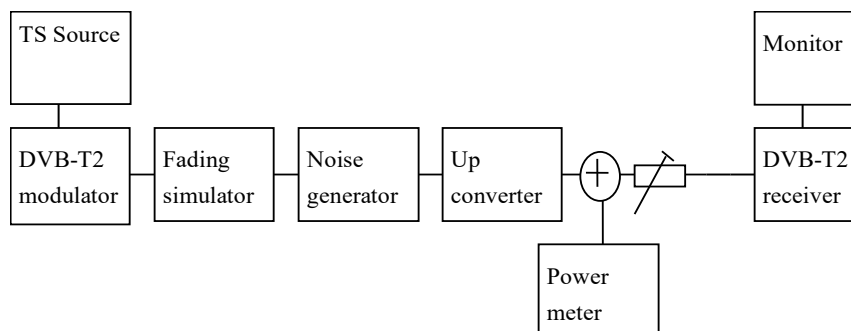 TS Source
Monitor
DVB-T2
modulator
Fading
simulator
Noise
generator
Up
converter
DVB-T2
receiver
Power
meter